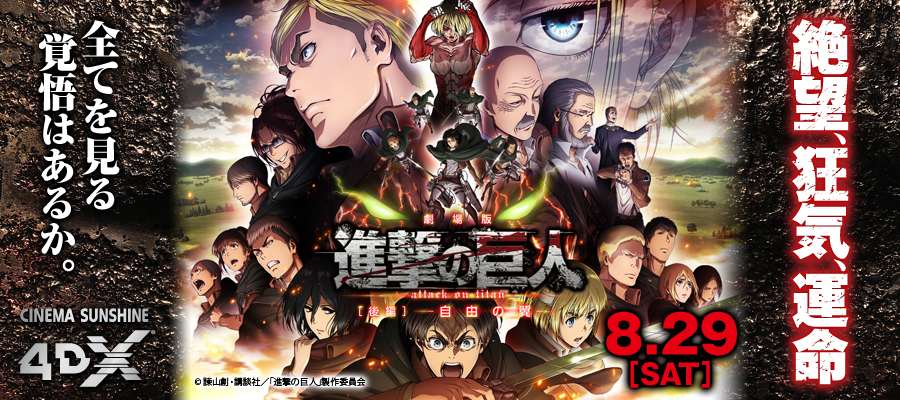 全てを見る
覚悟はあるか。
絶望、狂気、運命
劇場版
進撃の巨人
attack on titan
[後編] 自由の翼
8.29
[SAT]
CINEMA SUNSHINE
4DX
© 諫山創・講談社/「進撃の巨人」製作委員会